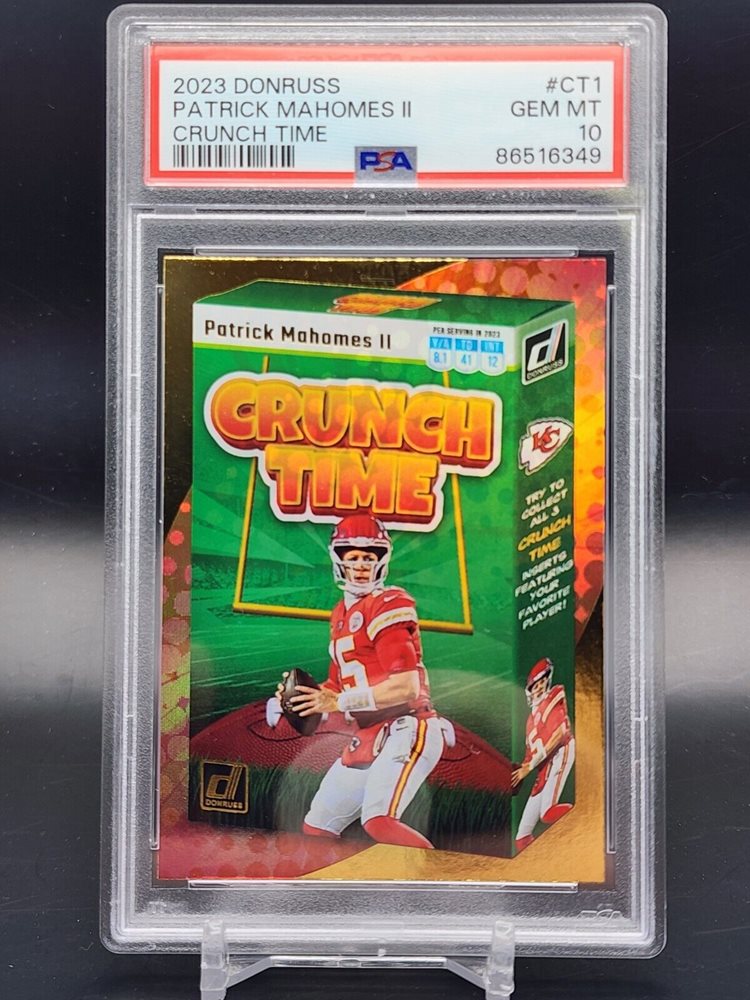 2023 DONRUSS #CT1
PATRICK MAHOMES II GEM MT
CRUNCH TIME 10
PSA 86516349
Patrick Mahomes II
PER SERVING IN 2023
Y/A TD INT
8.1 41 12
DONRUSS
CRUNCH
TIME
KC
TRY TO
COLLECT
ALL 3
CRUNCH
TIME
INSERTS
FEATURING
YOUR
FAVORITE
PLAYER!
15
DONRUSS